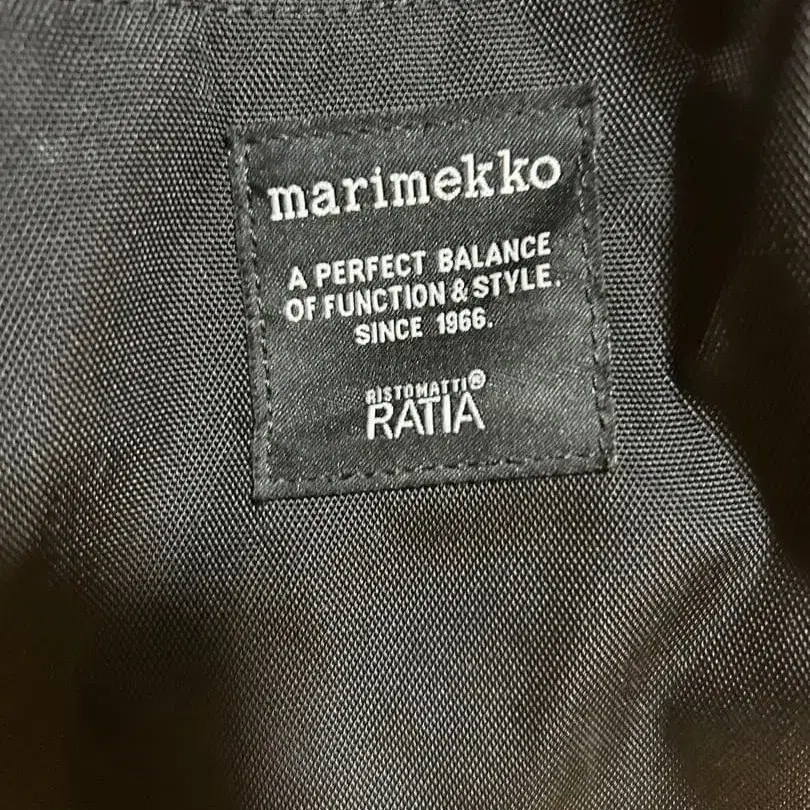 marimekko
A PERFECT BALANCE
OF FUNCTION & STYLE.
SINCE 1966.
RISTOMATTI®
RATIA